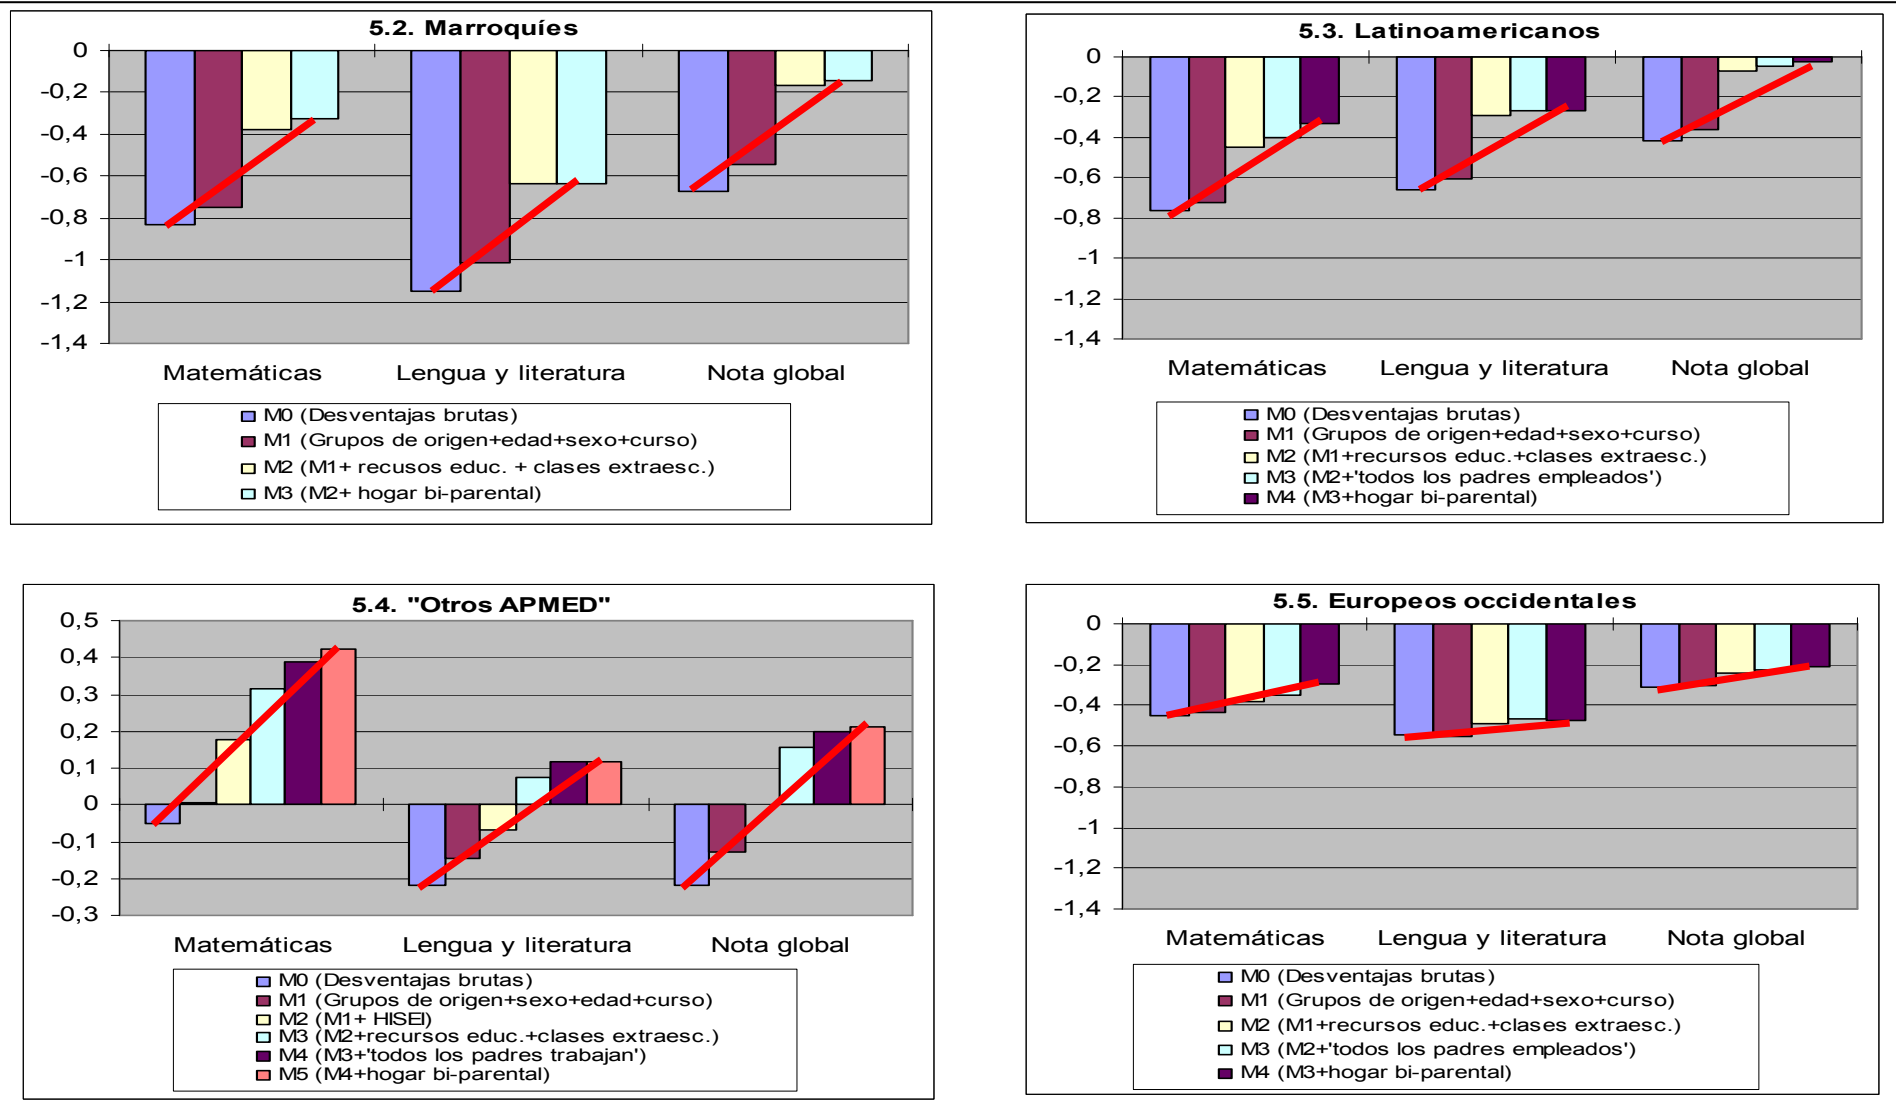 5.2. Marroquíes
0
-0,2
-0,4
-0,6
-0,8
-1
-1,2
-1,4
Matemáticas Lengua y literatura Nota global
M0 (Desventajas brutas)
M1 (Grupos de origen+edad+sexo+curso)
M2 (M1+ recusos educ. + clases extraesc.)
M3 (M2+ hogar bi-parental)
5.3. Latinoamericanos
0
-0,2
-0,4
-0,6
-0,8
-1
-1,2
-1,4
Matemáticas Lengua y literatura Nota global
M0 (Desventajas brutas)
M1 (Grupos de origen+edad+sexo+curso)
M2 (M1+recursos educ.+clases extraesc.)
M3 (M2+'todos los padres empleados')
M4 (M3+hogar bi-parental)
5.4. "Otros APMED"
0,5
0,4
0,3
0,2
0,1
0
-0,1
-0,2
-0,3
Matemáticas Lengua y literatura Nota global
M0 (Desventajas brutas)
M1 (Grupos de origen+sexo+edad+curso)
M2 (M1+ HISEI)
M3 (M2+recursos educ.+clases extraesc.)
M4 (M3+'todos los padres trabajan')
M5 (M4+hogar bi-parental)
5.5. Europeos occidentales
0
-0,2
-0,4
-0,6
-0,8
-1
-1,2
-1,4
Matemáticas Lengua y literatura Nota global
M0 (Desventajas brutas)
M1 (Grupos de origen+edad+sexo+curso)
M2 (M1+recursos educ.+clases extraesc.)
M3 (M2+'todos los padres empleados')
M4 (M3+hogar bi-parental)